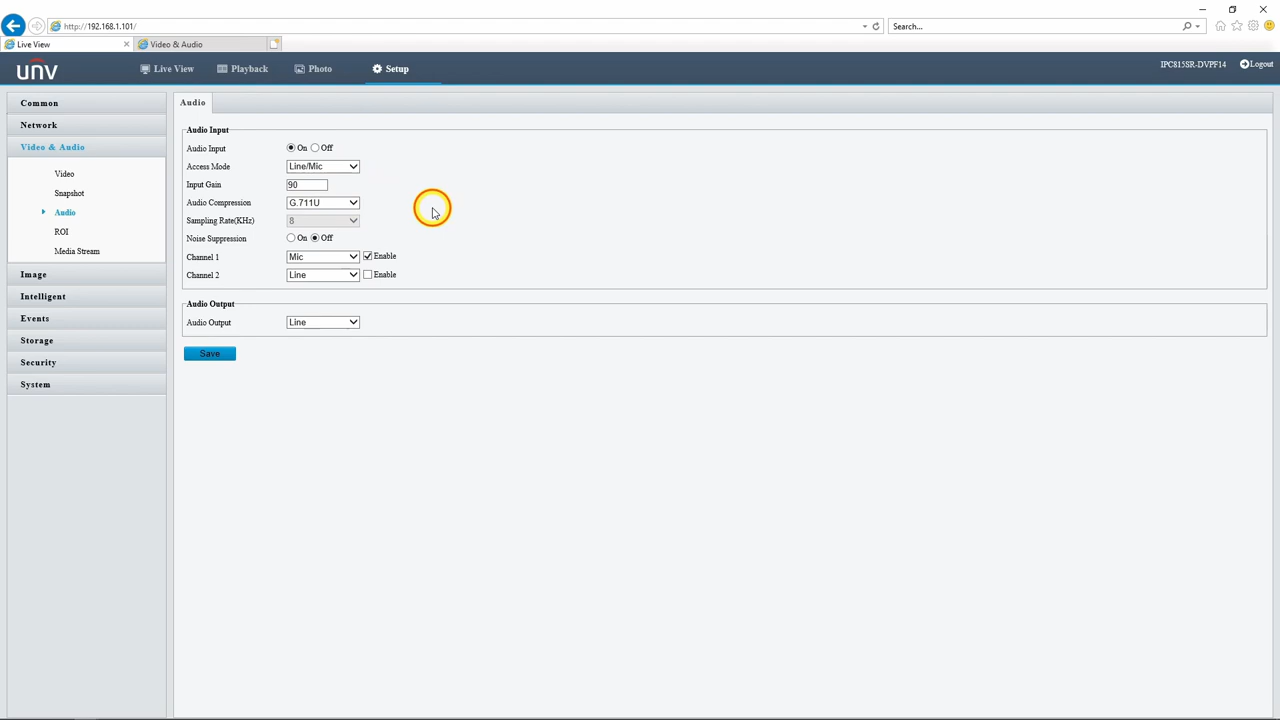 http://192.168.1.101/
Search...
Live View
Video & Audio
unv
Live View
Playback
Photo
Setup
IPC815SR-DVPF14
Logout
Common
Network
Video & Audio
Video
Snapshot
Audio
ROI
Media Stream
Image
Intelligent
Events
Storage
Security
System
Audio
Audio Input
Audio Input On Off
Access Mode Line/Mic
Input Gain 90
Audio Compression G.711U
Sampling Rate(KHz) 8
Noise Suppression On Off
Channel 1 Mic Enable
Channel 2 Line Enable
Audio Output
Audio Output Line
Save